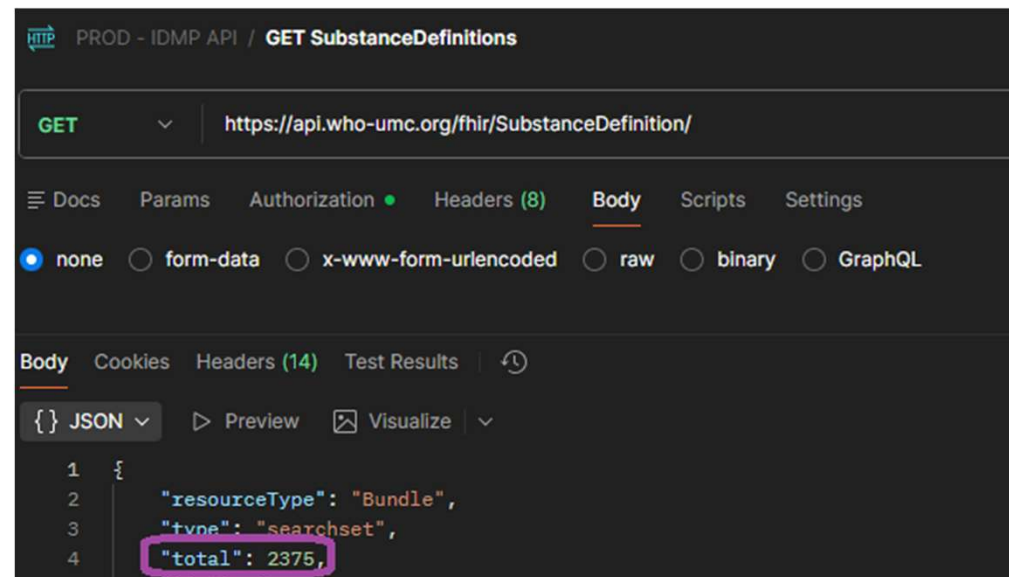 HTTP PROD - IDMP API / GET SubstanceDefinitions
GET https://api.who-umc.org/fhir/SubstanceDefinition/
Docs Params Authorization Headers (8) Body Scripts Settings
none form-data x-www-form-urlencoded raw binary GraphQL
Body Cookies Headers (14) Test Results
{} JSON Preview Visualize
1 {
2 "resourceType": "Bundle",
3 "type": "searchset",
4 "total": 2375,